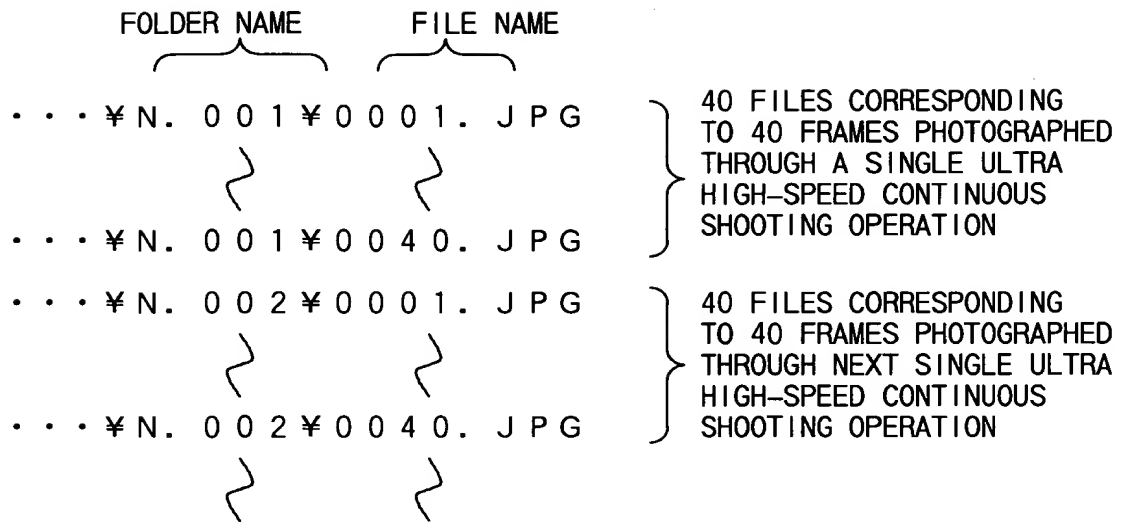 FOLDER NAME FILE NAME
・・・¥N. 001¥0001. JPG
・・・¥N. 001¥0040. JPG
40 FILES CORRESPONDING
TO 40 FRAMES PHOTOGRAPHED
THROUGH A SINGLE ULTRA
HIGH-SPEED CONTINUOUS
SHOOTING OPERATION
・・・¥N. 002¥0001. JPG
・・・¥N. 002¥0040. JPG
40 FILES CORRESPONDING
TO 40 FRAMES PHOTOGRAPHED
THROUGH NEXT SINGLE ULTRA
HIGH-SPEED CONTINUOUS
SHOOTING OPERATION